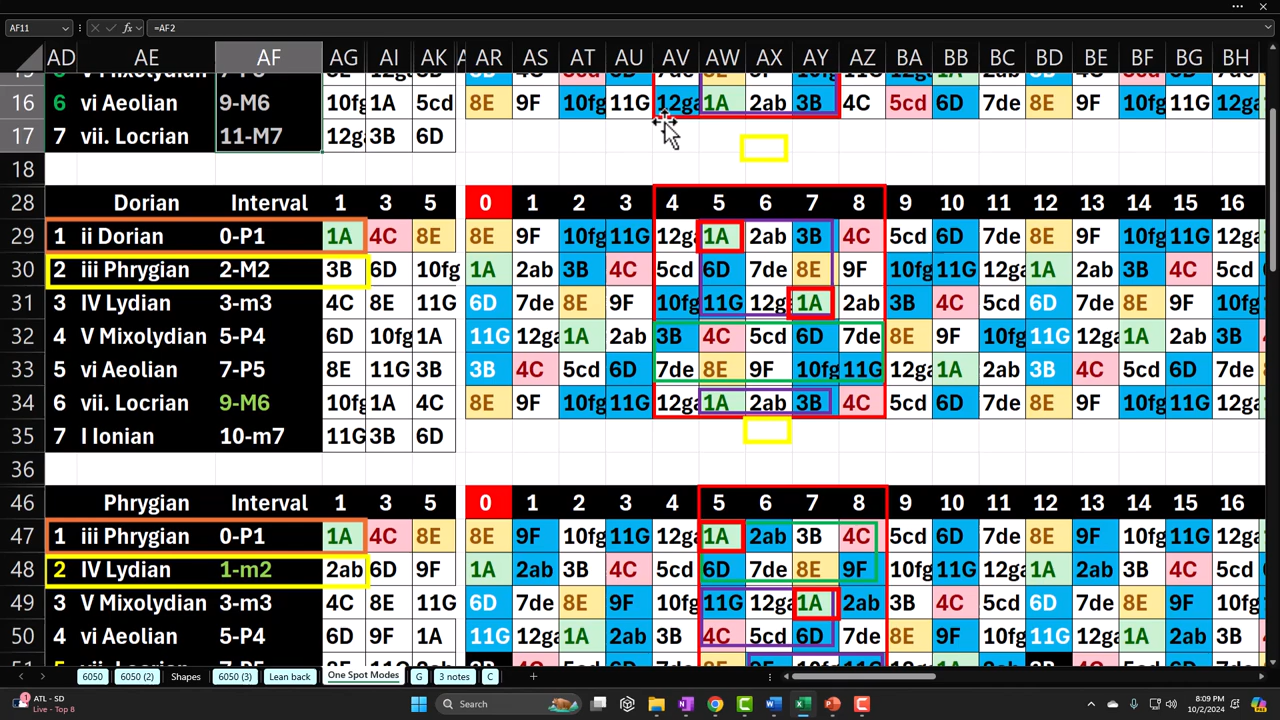 AF11 fx =AF2
AD AE AF AG AI AK AR AS AT AU AV AW AX AY AZ BA BB BC BD BE BF BG BH
16 6 vi Aeolian 9-M6 10fg 1A 5cd 8E 9F 10fg 11G 12ga 1A 2ab 3B 4C 5cd 6D 7de 8E 9F 10fg 11G 12ga
17 7 vii. Locrian 11-M7 12ga 3B 6D
18
28 Dorian Interval 1 3 5 0 1 2 3 4 5 6 7 8 9 10 11 12 13 14 15 16
29 1 ii Dorian 0-P1 1A 4C 8E 8E 9F 10fg 11G 12ga 1A 2ab 3B 4C 5cd 6D 7de 8E 9F 10fg 11G 12ga
30 2 iii Phrygian 2-M2 3B 6D 10fg 1A 2ab 3B 4C 5cd 6D 7de 8E 9F 10fg 11G 12ga 1A 2ab 3B 4C 5cd
31 3 IV Lydian 3-m3 4C 8E 11G 6D 7de 8E 9F 10fg 11G 12ga 1A 2ab 3B 4C 5cd 6D 7de 8E 9F 10fg
32 4 V Mixolydian 5-P4 6D 10fg 1A 11G 12ga 1A 2ab 3B 4C 5cd 6D 7de 8E 9F 10fg 11G 12ga 1A 2ab 3B
33 5 vi Aeolian 7-P5 8E 11G 3B 3B 4C 5cd 6D 7de 8E 9F 10fg 11G 12ga 1A 2ab 3B 4C 5cd 6D 7de
34 6 vii. Locrian 9-M6 10fg 1A 4C 8E 9F 10fg 11G 12ga 1A 2ab 3B 4C 5cd 6D 7de 8E 9F 10fg 11G 12ga
35 7 I Ionian 10-m7 11G 3B 6D
36
46 Phrygian Interval 1 3 5 0 1 2 3 4 5 6 7 8 9 10 11 12 13 14 15 16
47 1 iii Phrygian 0-P1 1A 4C 8E 8E 9F 10fg 11G 12ga 1A 2ab 3B 4C 5cd 6D 7de 8E 9F 10fg 11G 12ga
48 2 IV Lydian 1-m2 2ab 6D 9F 1A 2ab 3B 4C 5cd 6D 7de 8E 9F 10fg 11G 12ga 1A 2ab 3B 4C 5cd
49 3 V Mixolydian 3-m3 4C 8E 11G 6D 7de 8E 9F 10fg 11G 12ga 1A 2ab 3B 4C 5cd 6D 7de 8E 9F 10fg
50 4 vi Aeolian 5-P4 6D 9F 1A 11G 12ga 1A 2ab 3B 4C 5cd 6D 7de 8E 9F 10fg 11G 12ga 1A 2ab 3B
6050 6050 (2) Shapes 6050 (3) Lean back One Spot Modes G 3 notes C
ATL - SD
Live - Top 8
Search
8:09 PM
10/2/2024